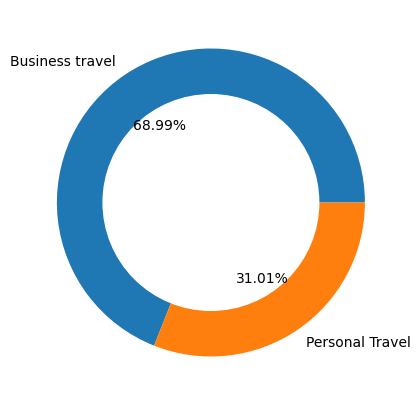 Business travel
68.99%
31.01%
Personal Travel